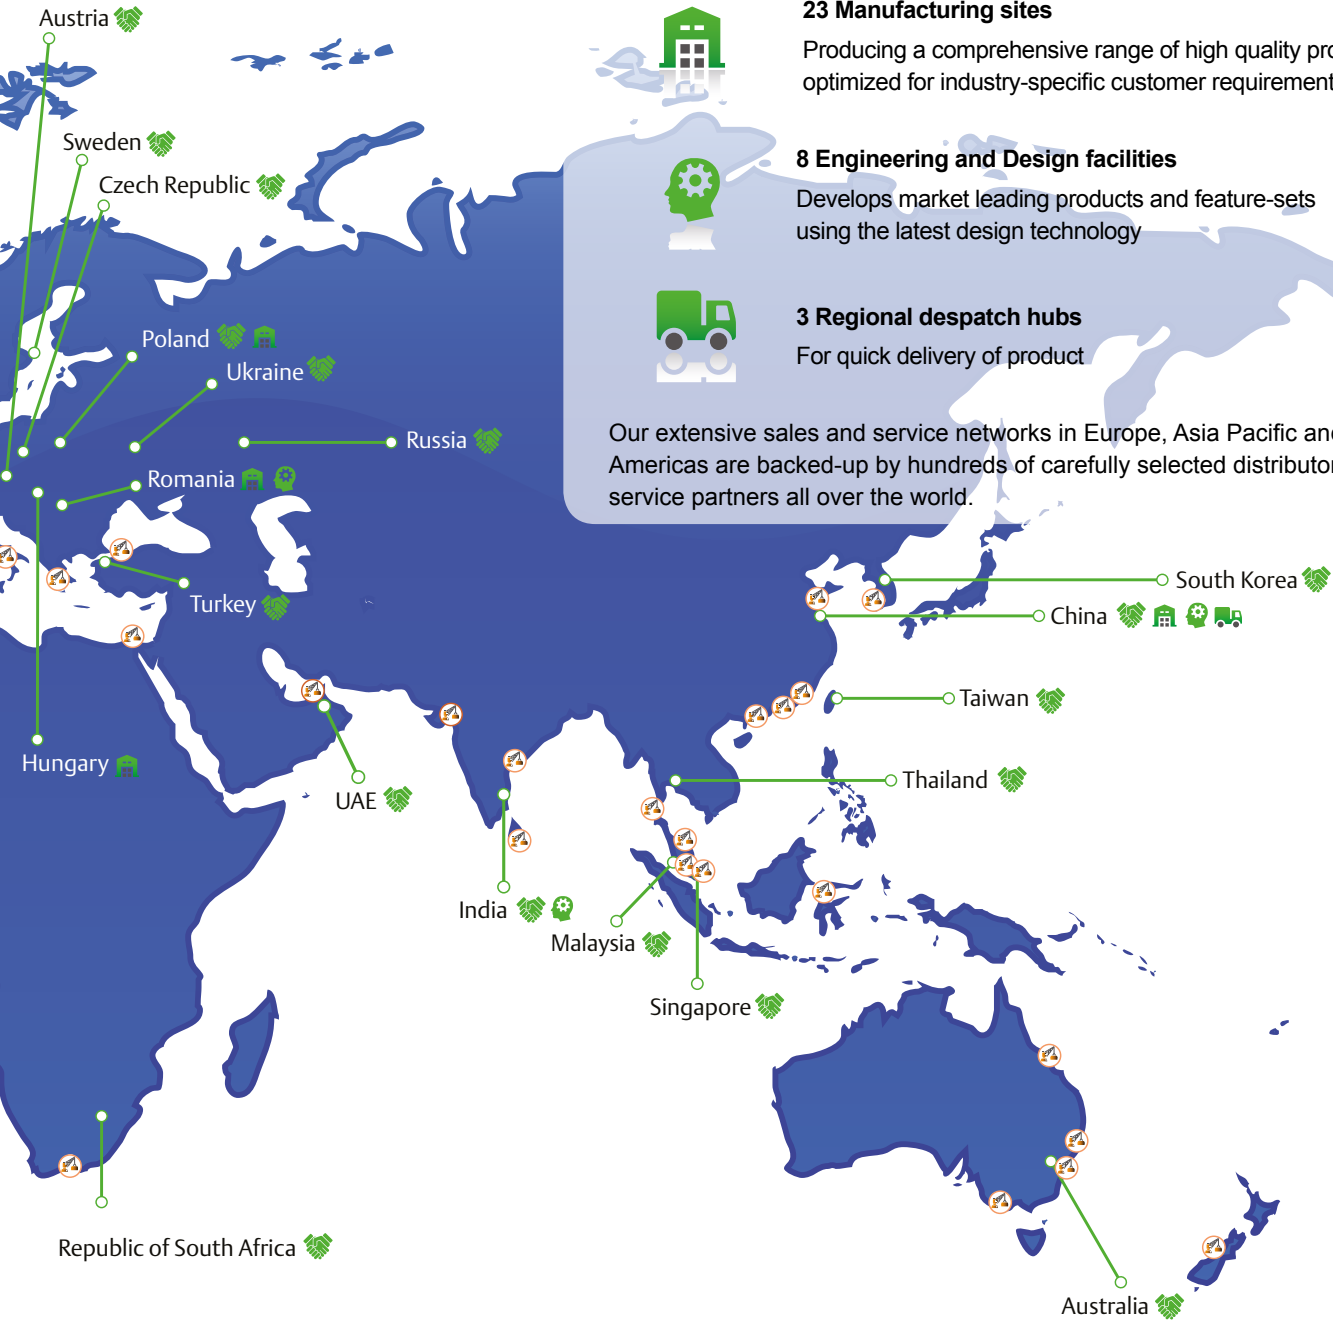 Austria
23 Manufacturing sites
Producing a comprehensive range of high quality pro
optimized for industry-specific customer requirement
Sweden
Czech Republic
8 Engineering and Design facilities
Develops market leading products and feature-sets
using the latest design technology
Poland
Ukraine
3 Regional despatch hubs
For quick delivery of product
Russia
Our extensive sales and service networks in Europe, Asia Pacific and
Americas are backed-up by hundreds of carefully selected distributor
service partners all over the world.
Romania
South Korea
Turkey
China
Taiwan
Hungary
Thailand
UAE
India
Malaysia
Singapore
Republic of South Africa
Australia